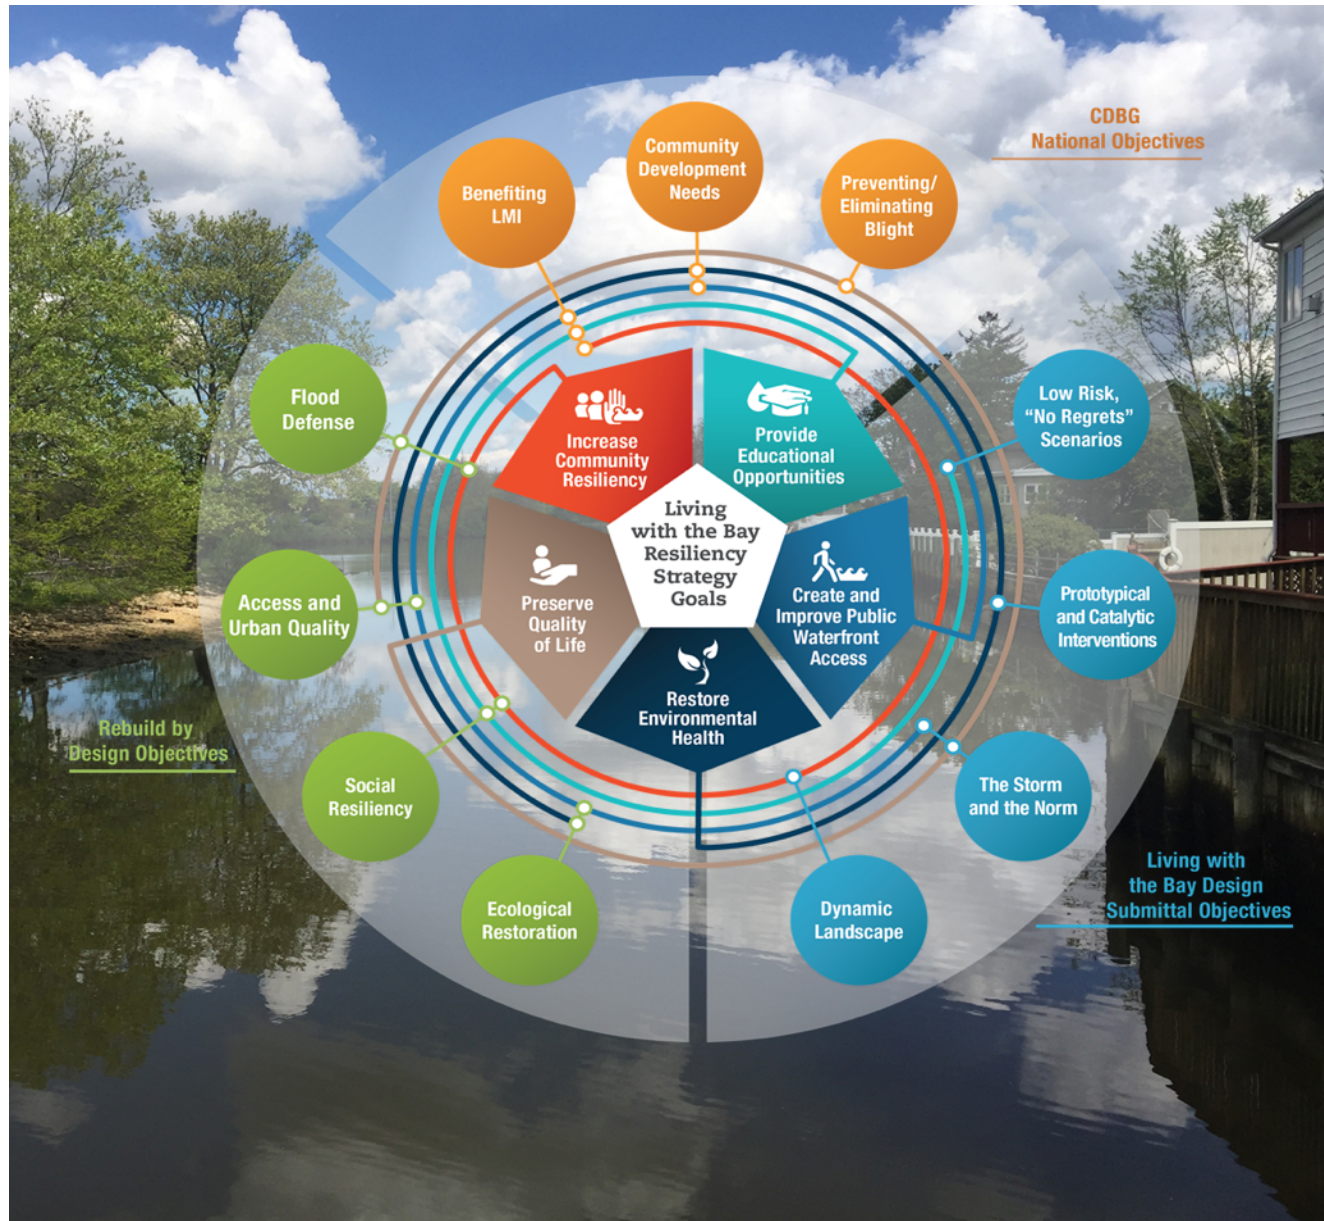 CDBG
National Objectives
Community
Development
Needs
Benefiting
LMI
Preventing/
Eliminating
Blight
Flood
Defense
Low Risk,
“No Regrets”
Scenarios
Increase
Community
Resiliency
Provide
Educational
Opportunities
Living
with the Bay
Resiliency
Strategy
Goals
Access and
Urban Quality
Preserve
Quality
of Life
Create and
Improve Public
Waterfront
Access
Prototypical
and Catalytic
Interventions
Restore
Environmental
Health
Rebuild by
Design Objectives
Social
Resiliency
The Storm
and the Norm
Ecological
Restoration
Dynamic
Landscape
Living with
the Bay Design
Submittal Objectives